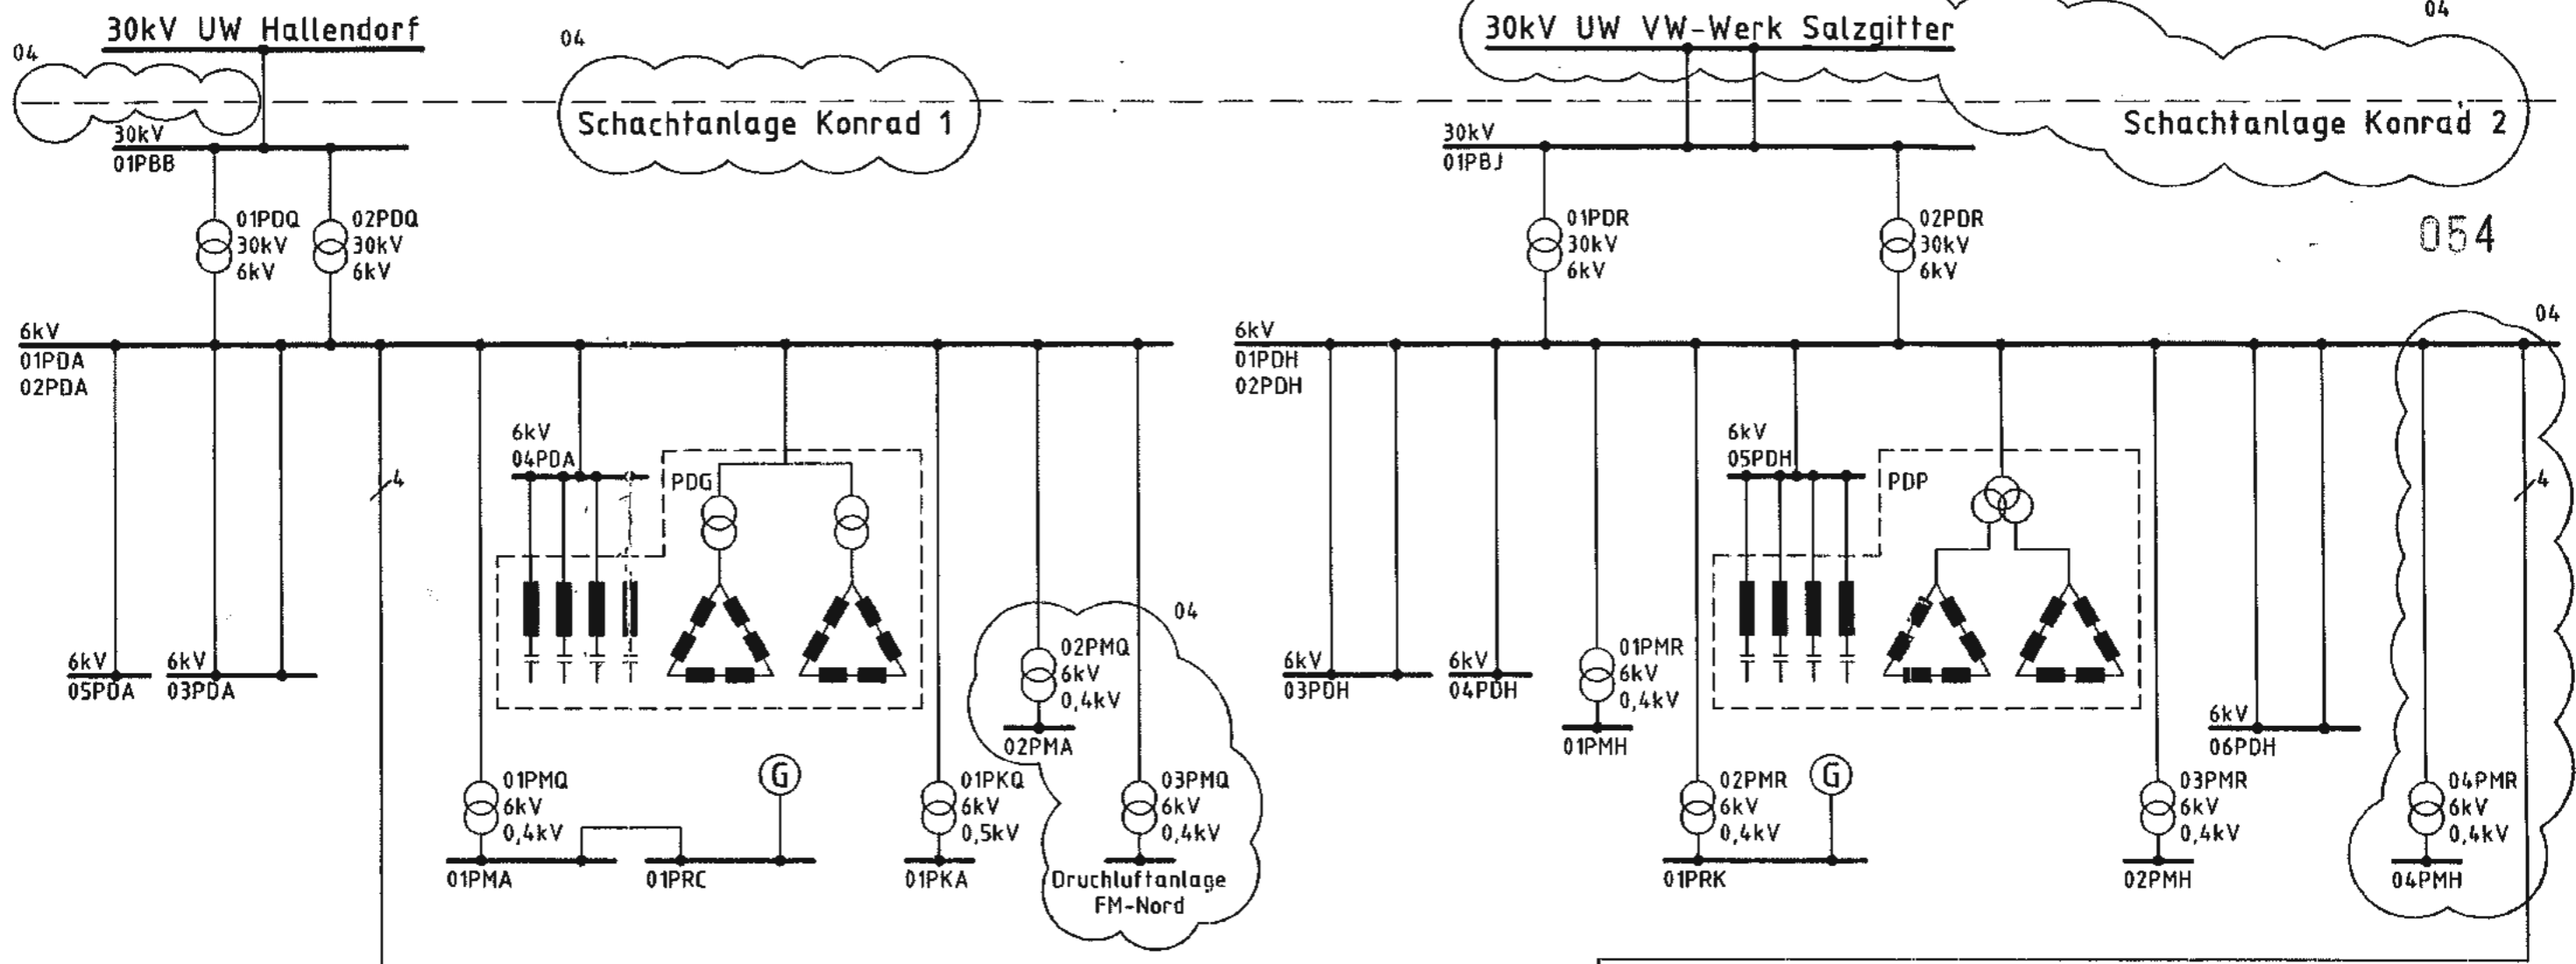 30kV UW Hallendorf
04
04
Schachtanlage Konrad 1
30kV
01PBB
01PDQ
30kV
6kV
02PDQ
30kV
6kV
6kV
01PDA
02PDA
4
6kV
04PDA
PDG
6kV
05PDA
6kV
03PDA
01PMQ
6kV
0,4kV
01PMA
01PRC
G
01PKQ
6kV
0,5kV
01PKA
04
02PMQ
6kV
0,4kV
02PMA
03PMQ
6kV
0,4kV
Druchluftanlage
FM-Nord
30kV UW VW-Werk Salzgitter
04
Schachtanlage Konrad 2
30kV
01PBJ
01PDR
30kV
6kV
02PDR
30kV
6kV
054
6kV
01PDH
02PDH
04
4
6kV
05PDH
PDP
6kV
03PDH
6kV
04PDH
01PMR
6kV
0,4kV
01PMH
02PMR
6kV
0,4kV
01PRK
G
03PMR
6kV
0,4kV
02PMH
6kV
06PDH
04PMR
6kV
0,4kV
04PMH